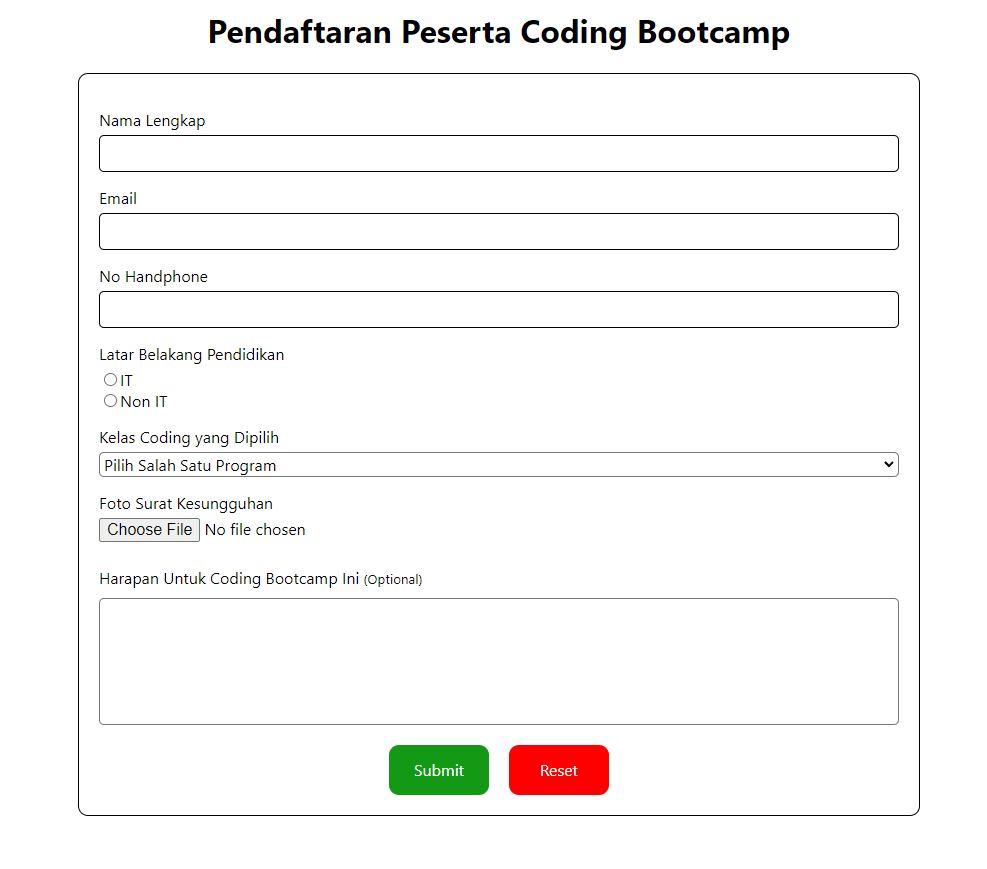 Pendaftaran Peserta Coding Bootcamp
Nama Lengkap
Email
No Handphone
Latar Belakang Pendidikan
IT
Non IT
Kelas Coding yang Dipilih
Pilih Salah Satu Program
Foto Surat Kesungguhan
Choose File No file chosen
Harapan Untuk Coding Bootcamp Ini (Optional)
Submit Reset